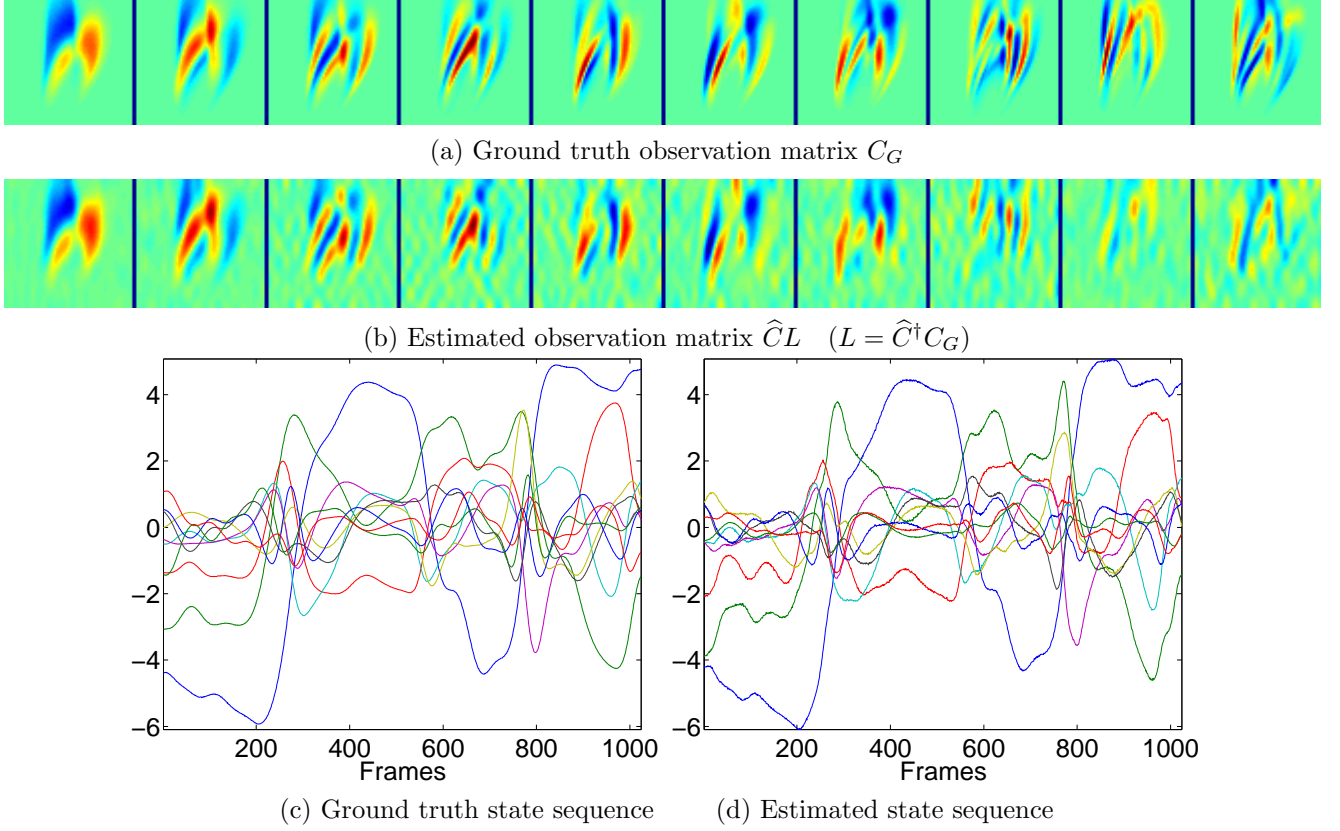 (a) Ground truth observation matrix C_G
(b) Estimated observation matrix ĈL (L = Ĉ†C_G)
4
2
0
−2
−4
−6
200 400 600 800 1000
Frames
4
2
0
−2
−4
−6
200 400 600 800 1000
Frames
(c) Ground truth state sequence
(d) Estimated state sequence